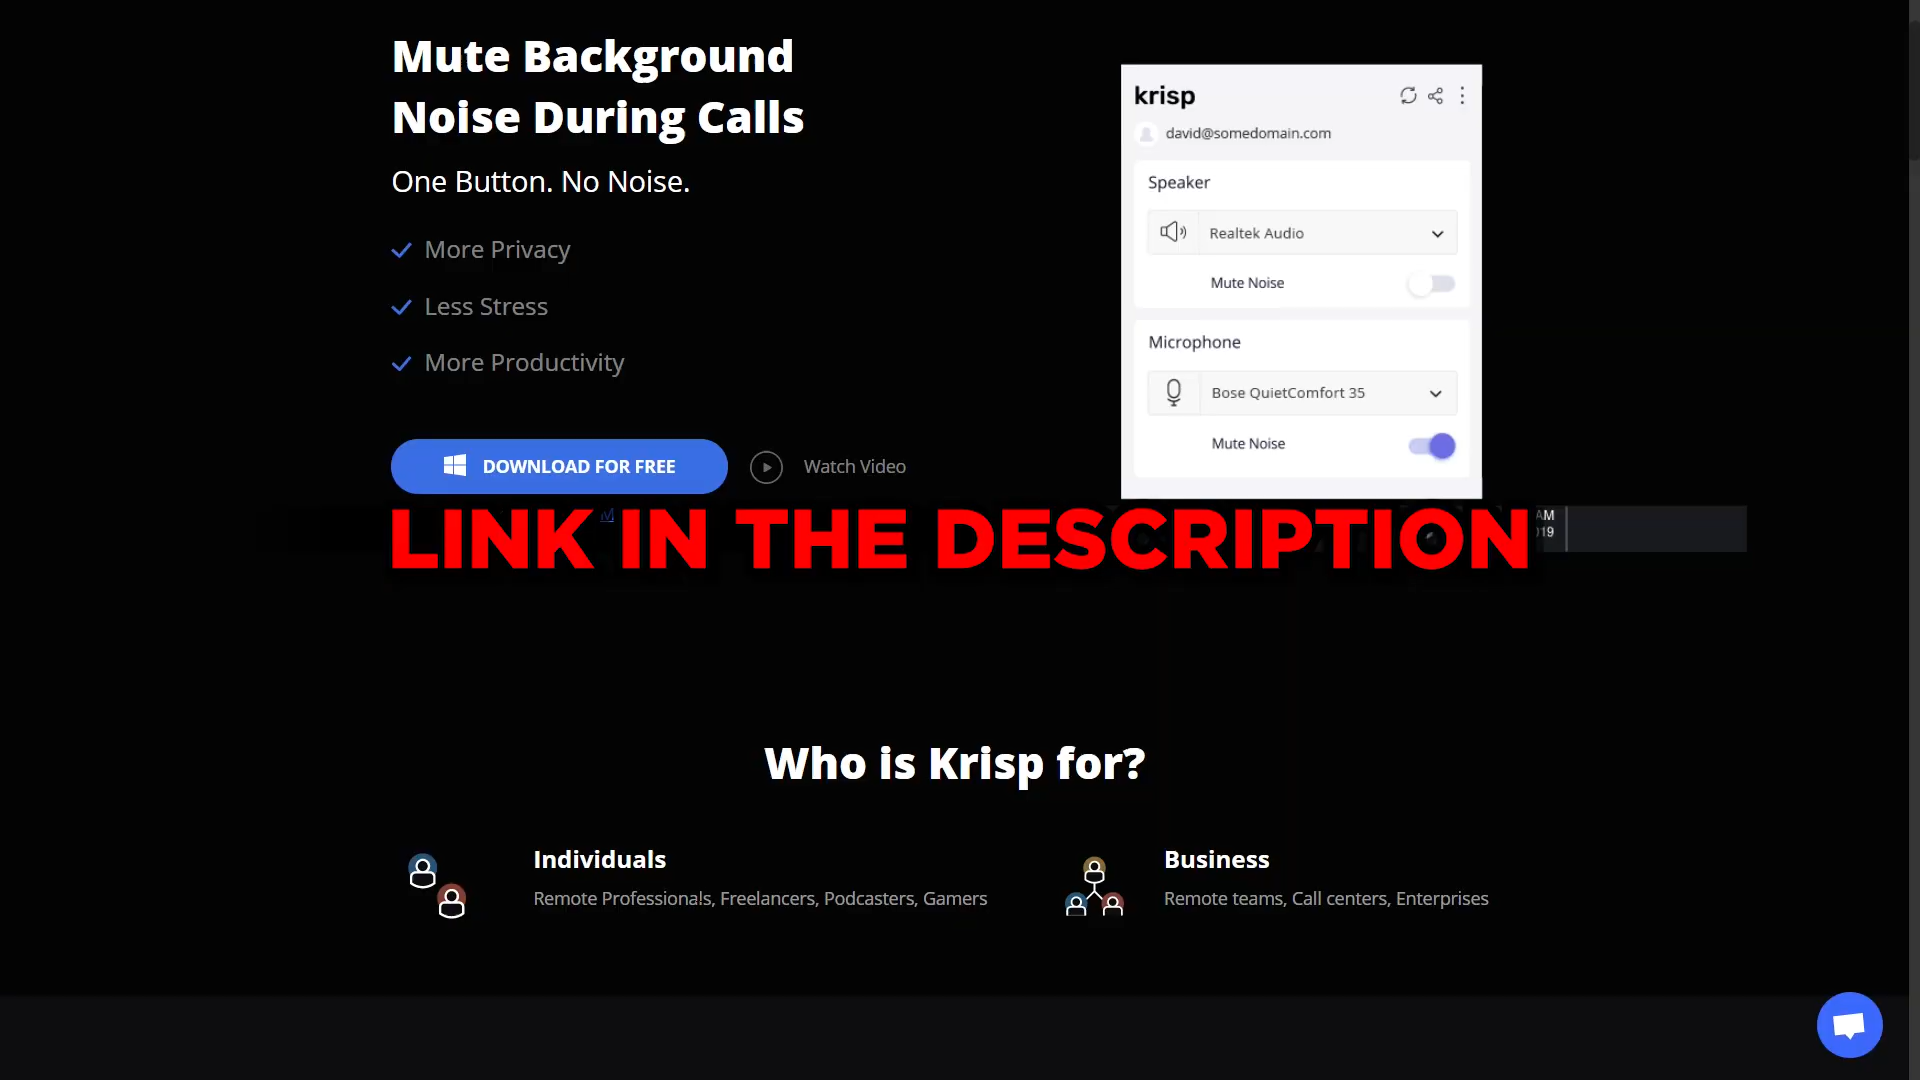 Mute Background
Noise During Calls
One Button. No Noise.
More Privacy
Less Stress
More Productivity
DOWNLOAD FOR FREE
Watch Video
krisp
david@somedomain.com
Speaker
Realtek Audio
Mute Noise
Microphone
Bose QuietComfort 35
Mute Noise
LINK IN THE DESCRIPTION
AM
Who is Krisp for?
Individuals
Remote Professionals, Freelancers, Podcasters, Gamers
Business
Remote teams, Call centers, Enterprises